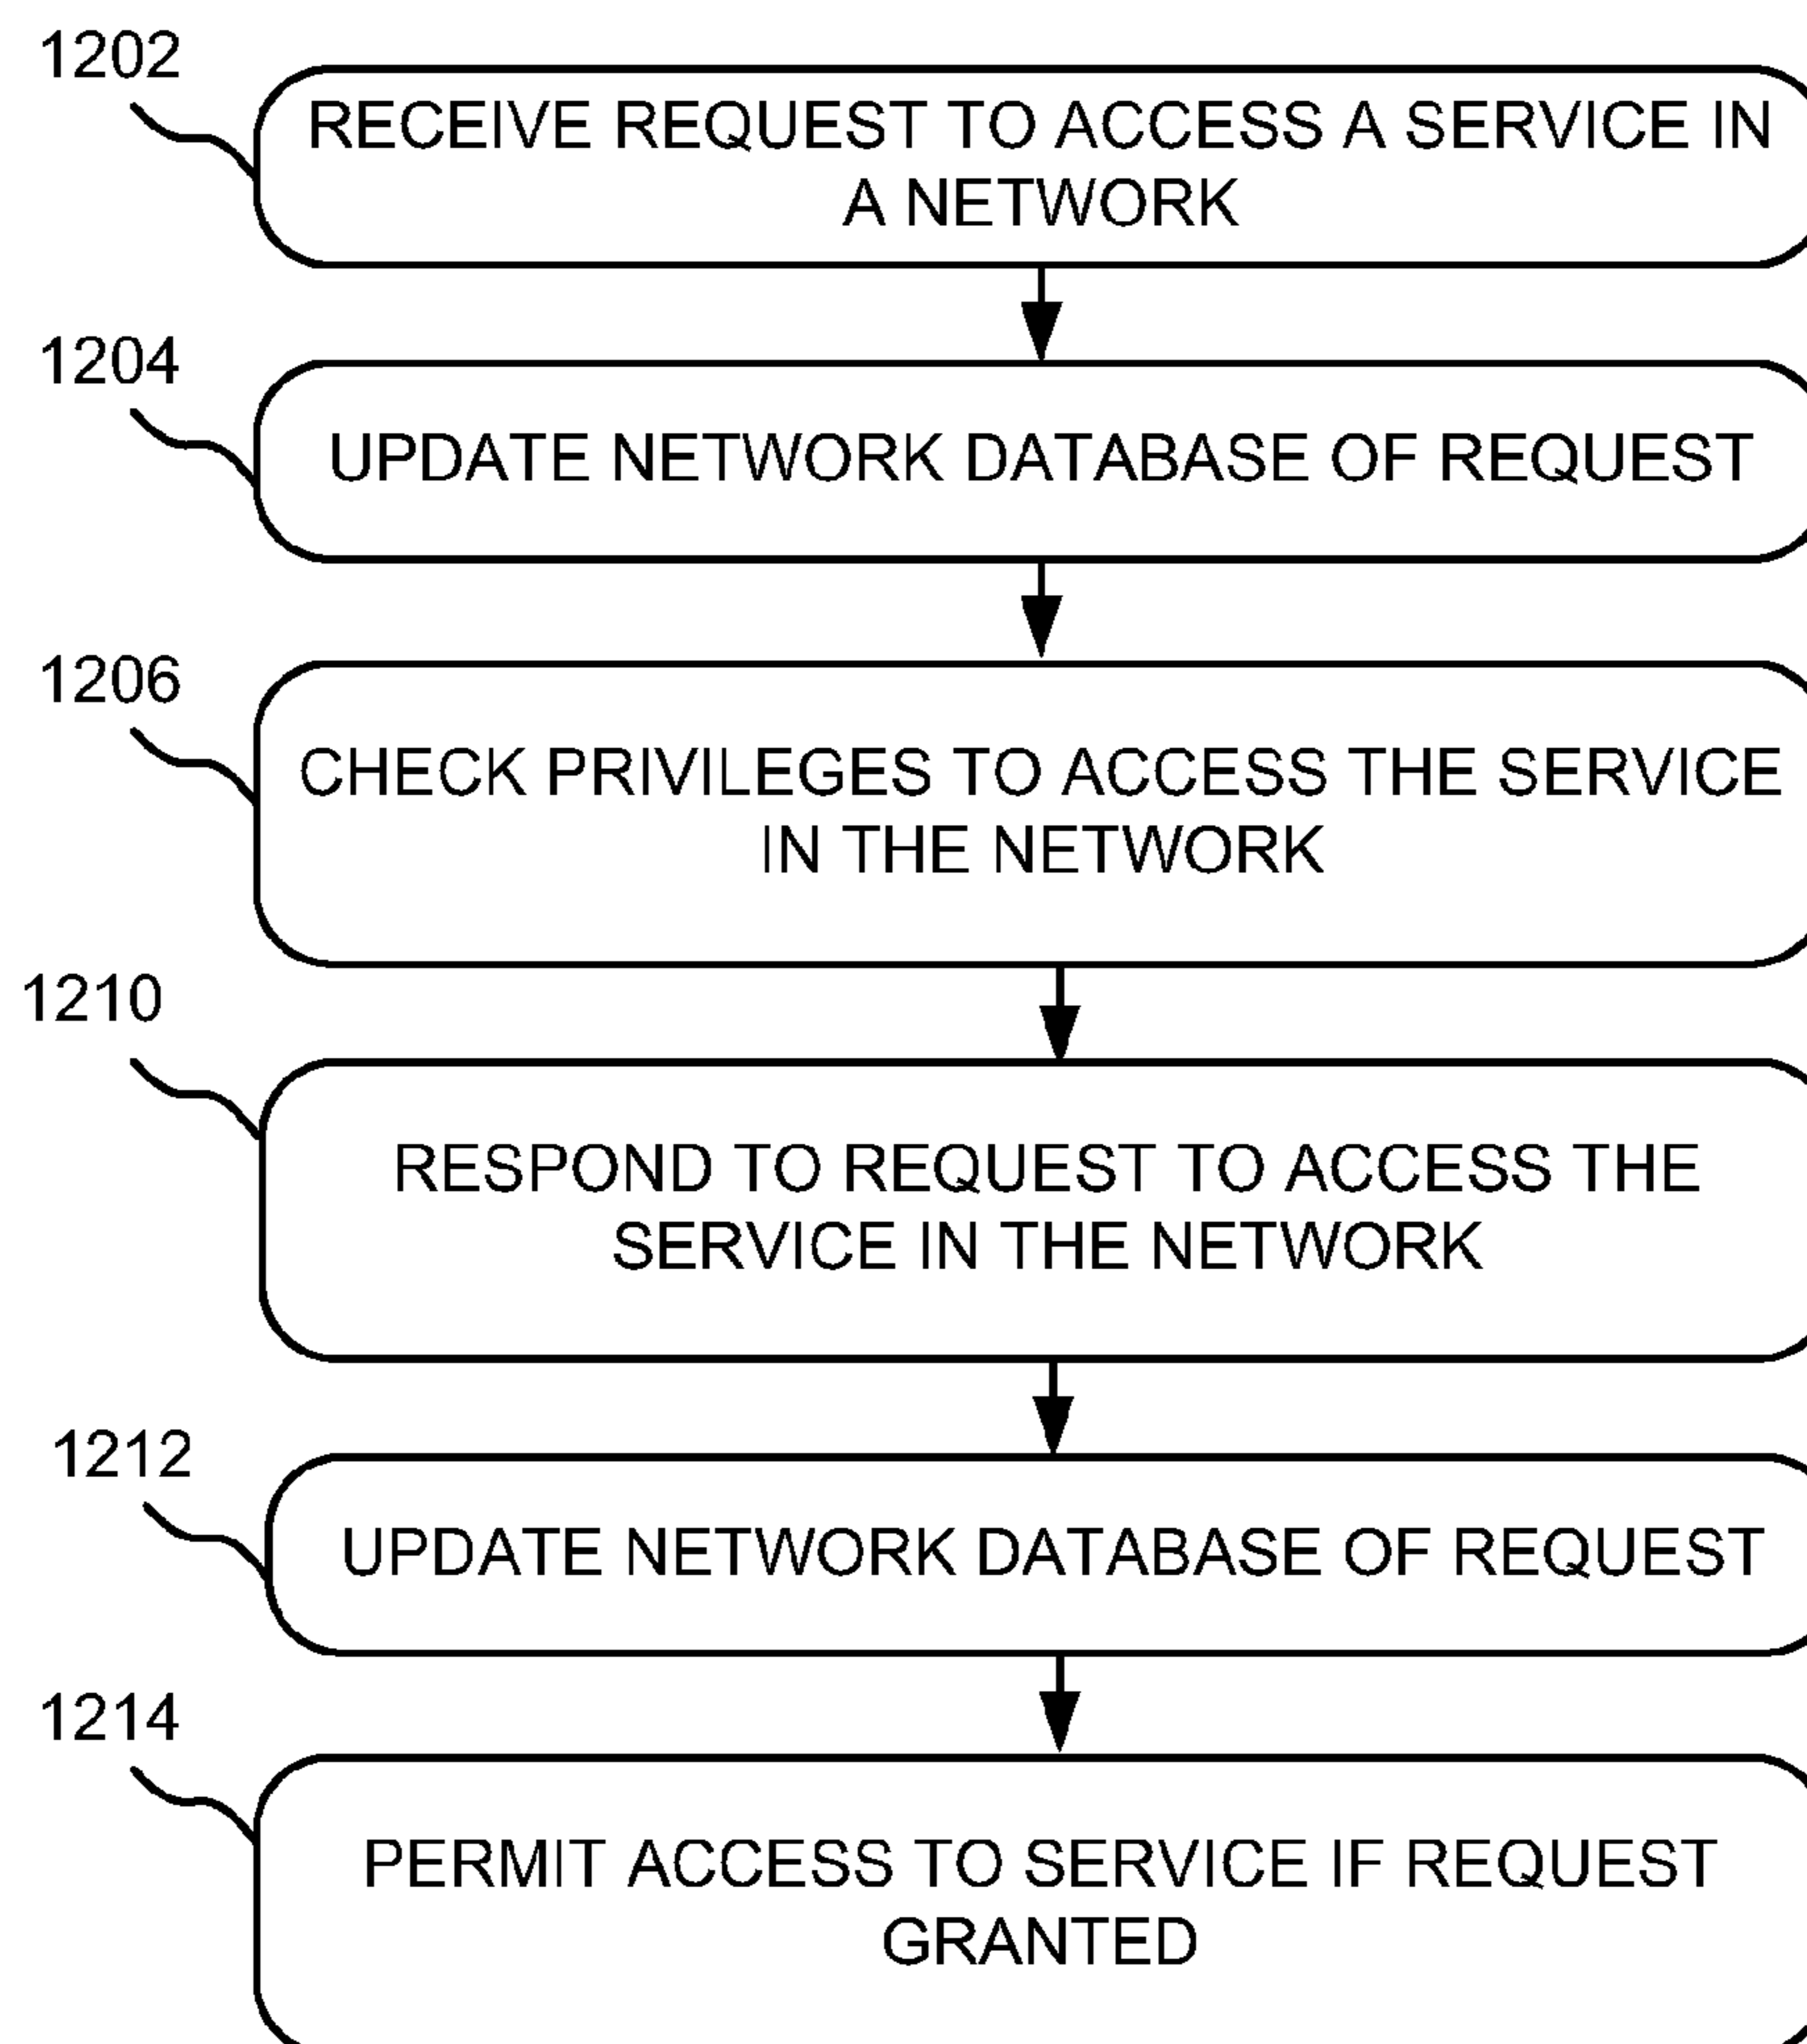 1202
RECEIVE REQUEST TO ACCESS A SERVICE IN
A NETWORK
1204
UPDATE NETWORK DATABASE OF REQUEST
1206
CHECK PRIVILEGES TO ACCESS THE SERVICE
IN THE NETWORK
1210
RESPOND TO REQUEST TO ACCESS THE
SERVICE IN THE NETWORK
1212
UPDATE NETWORK DATABASE OF REQUEST
1214
PERMIT ACCESS TO SERVICE IF REQUEST
GRANTED